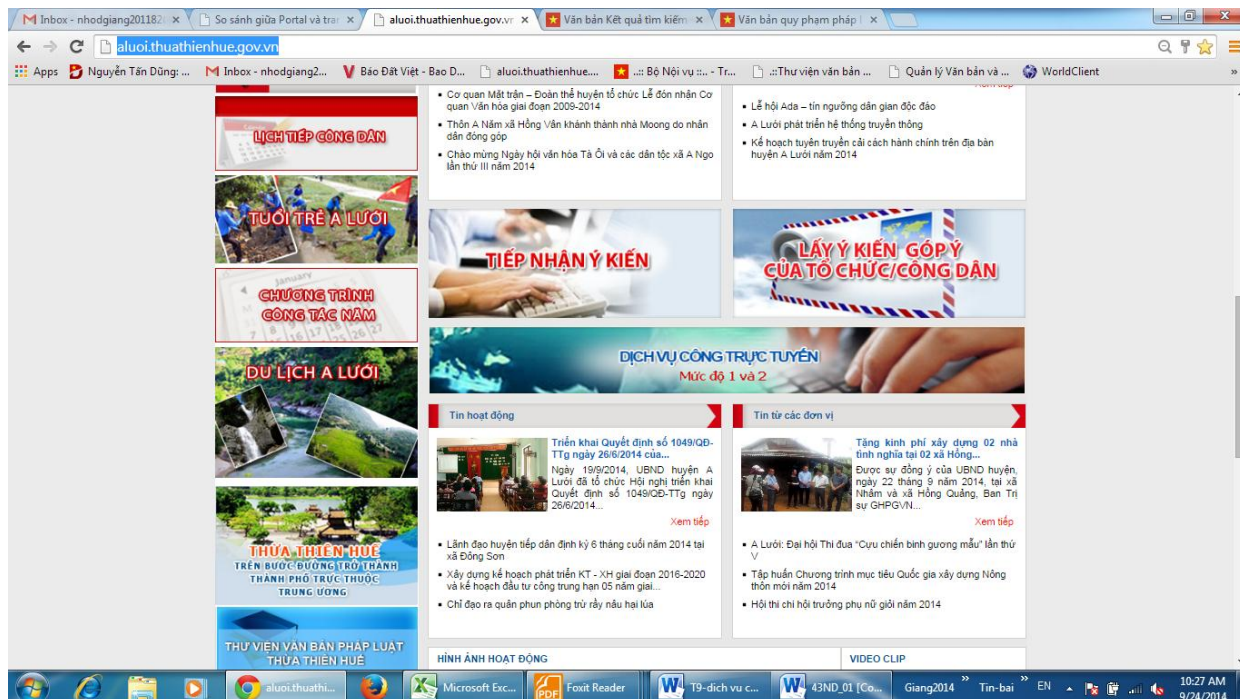 Inbox - nhodgiang201182
So sánh giữa Portal và tran
aluoi.thuathienhue.gov.vn
Văn bản Kết quả tìm kiếm
Văn bản quy phạm pháp l
aluoi.thuathienhue.gov.vn
Apps
Nguyễn Tấn Dũng: ...
Inbox - nhodgiang2...
Báo Đất Việt - Bao D...
aluoi.thuathienhue....
..:: Bộ Nội vụ ::.. - Tr...
.::Thư viện văn bản ...
Quản lý Văn bản và ...
WorldClient
»
LỊCH TIẾP CÔNG DÂN
TUỔI TRẺ A LƯỚI
January
CHƯƠNG TRÌNH
CÔNG TÁC NĂM
DU LỊCH A LƯỚI
THỪA THIÊN HUẾ
TRÊN BƯỚC ĐƯỜNG TRỞ THÀNH
THÀNH PHỐ TRỰC THUỘC
TRUNG ƯƠNG
THƯ VIỆN VĂN BẢN PHÁP LUẬT
THỪA THIÊN HUẾ
• Cơ quan Mặt trận – Đoàn thể huyện tổ chức Lễ đón nhận Cơ
quan Văn hóa giai đoạn 2009-2014
• Thôn A Năm xã Hồng Vân khánh thành nhà Moong do nhân
dân đóng góp
• Chào mừng Ngày hội văn hóa Tà Ôi và các dân tộc xã A Ngo
lần thứ III năm 2014
Xem tiếp
• Lễ hội Ada – tín ngưỡng dân gian độc đáo
• A Lưới phát triển hệ thống truyền thông
• Kế hoạch tuyên truyền cải cách hành chính trên địa bàn
huyện A Lưới năm 2014
TIẾP NHẬN Ý KIẾN
LẤY Ý KIẾN GÓP Ý
CỦA TỔ CHỨC/CÔNG DÂN
DỊCH VỤ CÔNG TRỰC TUYẾN
Mức độ 1 và 2
Tin hoạt động
Triển khai Quyết định số 1049/QĐ-
TTg ngày 26/6/2014 của...
Ngày 19/9/2014, UBND huyện A
Lưới đã tổ chức Hội nghị triển khai
Quyết định số 1049/QĐ-TTg ngày
26/6/2014...
Xem tiếp
• Lãnh đạo huyện tiếp dân định kỳ 6 tháng cuối năm 2014 tại
xã Đông Sơn
• Xây dựng kế hoạch phát triển KT - XH giai đoạn 2016-2020
và kế hoạch đầu tư công trung hạn 05 năm giai...
• Chỉ đạo ra quân phun phòng trừ rầy nâu hại lúa
Tin từ các đơn vị
Tặng kinh phí xây dựng 02 nhà
tình nghĩa tại 02 xã Hồng...
Được sự đồng ý của UBND huyện,
ngày 22 tháng 9 năm 2014, tại xã
Nhâm và xã Hồng Quảng, Ban Trị
sự GHPGVN...
Xem tiếp
• A Lưới: Đại hội Thi đua "Cựu chiến binh gương mẫu" lần thứ
V
• Tập huấn Chương trình mục tiêu Quốc gia xây dựng Nông
thôn mới năm 2014
• Hội thi chi hội trưởng phụ nữ giỏi năm 2014
HÌNH ẢNH HOẠT ĐỘNG
VIDEO CLIP
aluoi.thuathi...
Microsoft Exc...
Foxit Reader
T9-dich vu c...
43ND_01 [Co...
Giang2014
»
Tin-bai
»
EN
10:27 AM
9/24/2014